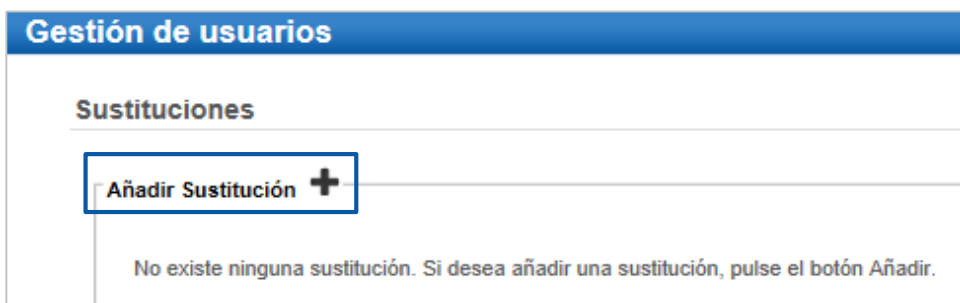 Gestión de usuarios
Sustituciones
Añadir Sustitución
No existe ninguna sustitución. Si desea añadir una sustitución, pulse el botón Añadir.